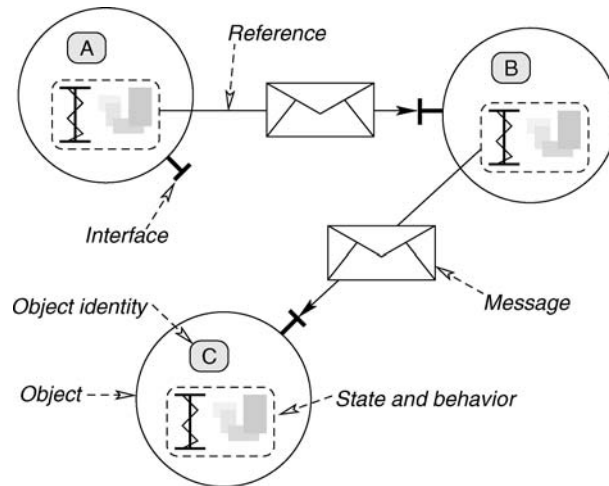 A
Reference
B
Interface
Message
Object identity
C
Object
State and behavior